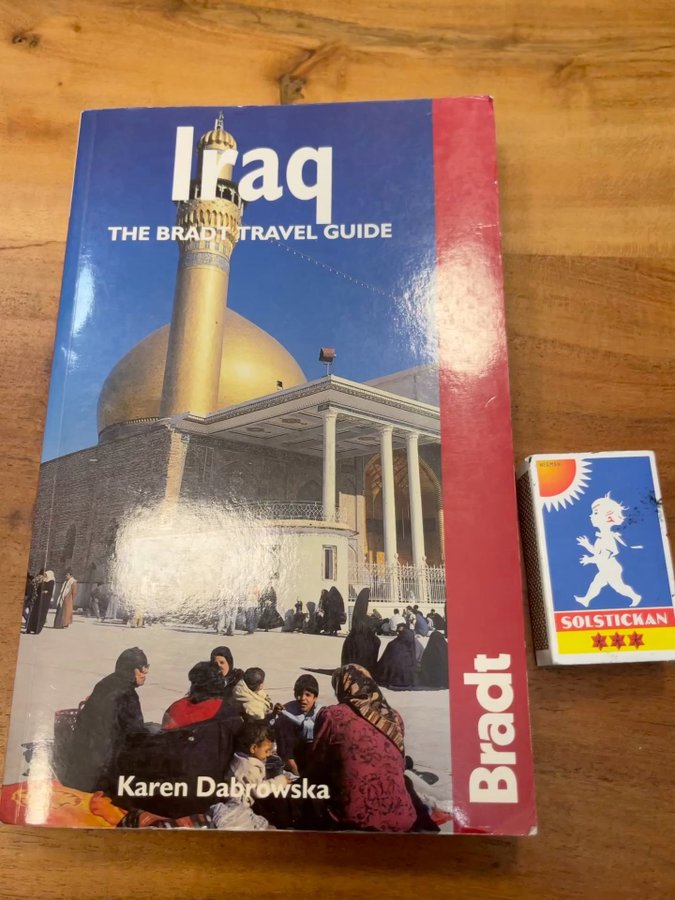 Iraq
THE BRADT TRAVEL GUIDE
Karen Dabrowska
Bradt
SOLSTICKAN